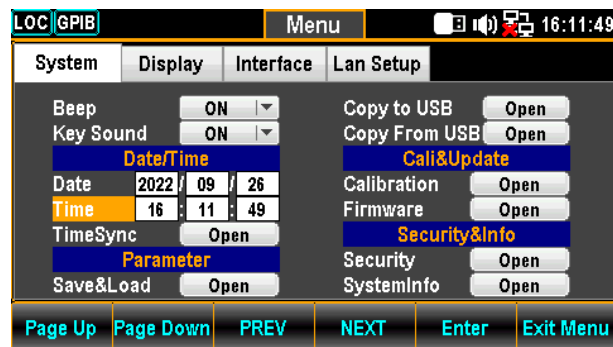 LOC GPIB Menu 16:11:49
System Display Interface Lan Setup
Beep ON Copy to USB Open
Key Sound ON Copy From USB Open
Date/Time Cali&Update
Date 2022 / 09 / 26 Calibration Open
Time 16 : 11 : 49 Firmware Open
TimeSync Open Security&Info
Parameter Security Open
Save&Load Open SystemInfo Open
Page Up Page Down PREV NEXT Enter Exit Menu